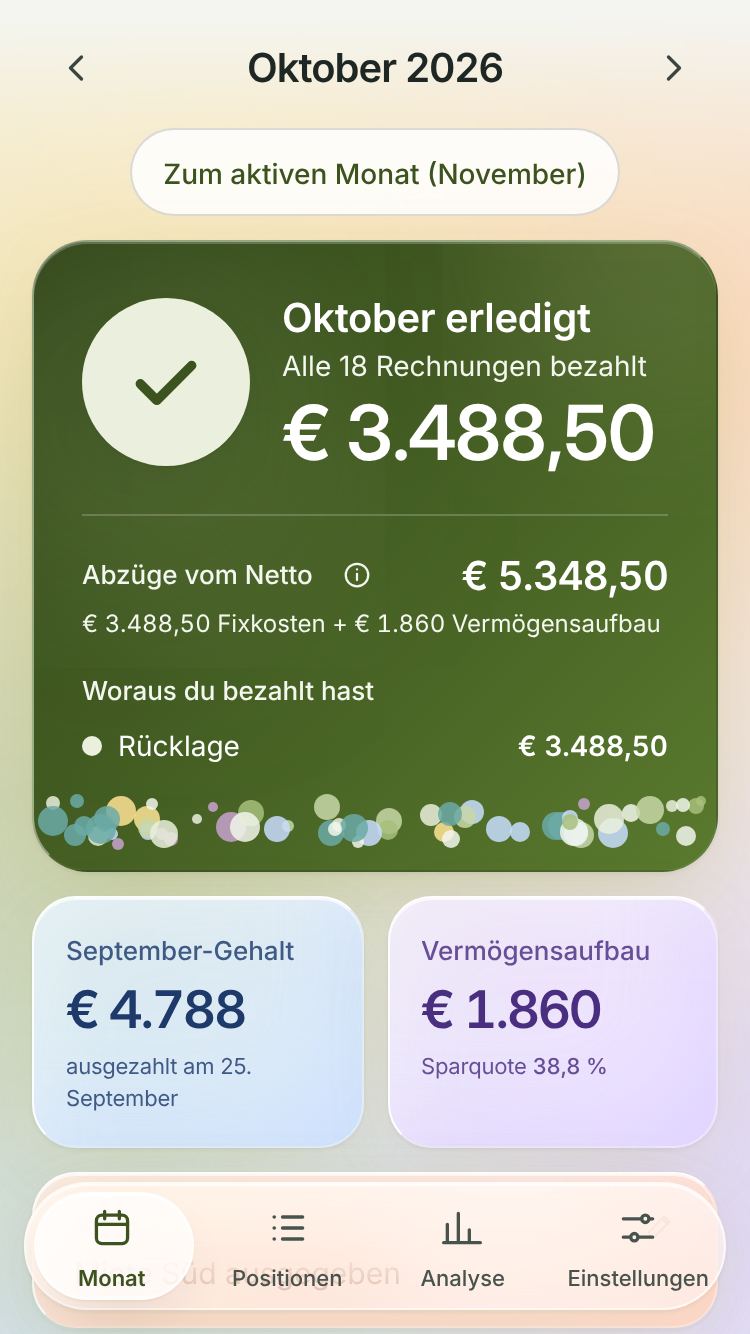 Oktober 2026
Zum aktiven Monat (November)
Oktober erledigt
Alle 18 Rechnungen bezahlt
€ 3.488,50
Abzüge vom Netto
€ 5.348,50
€ 3.488,50 Fixkosten + € 1.860 Vermögensaufbau
Woraus du bezahlt hast
Rücklage
€ 3.488,50
September-Gehalt
€ 4.788
ausgezahlt am 25.
September
Vermögensaufbau
€ 1.860
Sparquote 38,8 %
Süd ausgegeben
Monat
Positionen
Analyse
Einstellungen